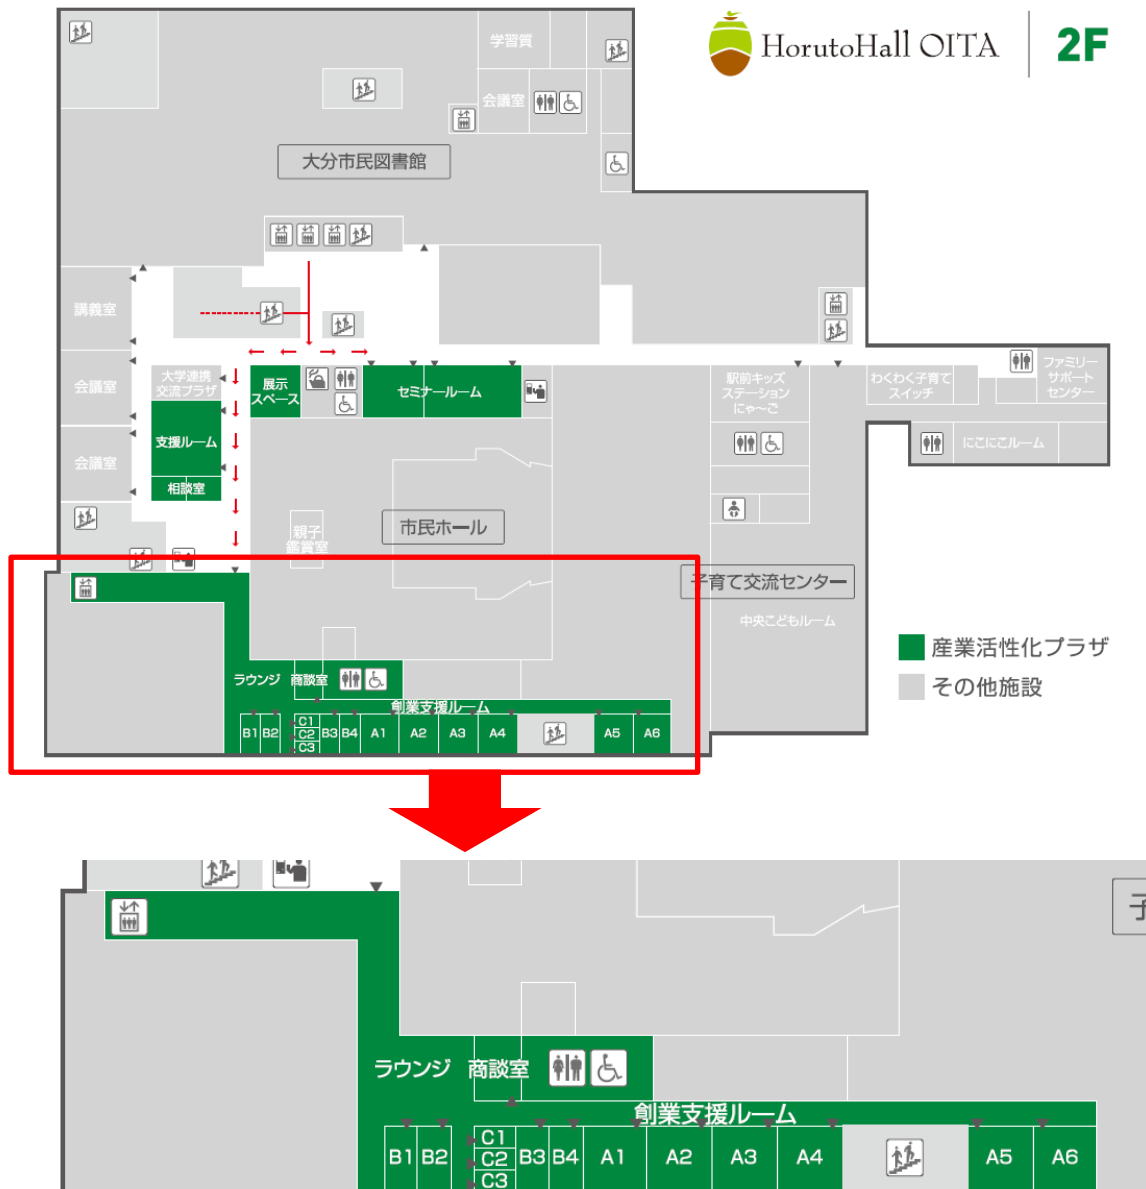 HorutoHall OITA
2F
学習質
会議室
大分市民図書館
講義室
会議室
会議室
大学連携
交流プラザ
支援ルーム
相談室
展示
スペース
セミナールーム
駅前キッズ
ステーション
にゃ〜ご
わくわく子育て
スイッチ
ファミリー
サポート
センター
にこにこルーム
市民ホール
親子
鑑賞室
子育て交流センター
中央こどもルーム
産業活性化プラザ
その他施設
ラウンジ 商談室
創業支援ルーム
B1 B2 C1 C2 C3 B3 B4 A1 A2 A3 A4 A5 A6
子
ラウンジ 商談室
創業支援ルーム
B1 B2 C1 C2 C3 B3 B4 A1 A2 A3 A4 A5 A6